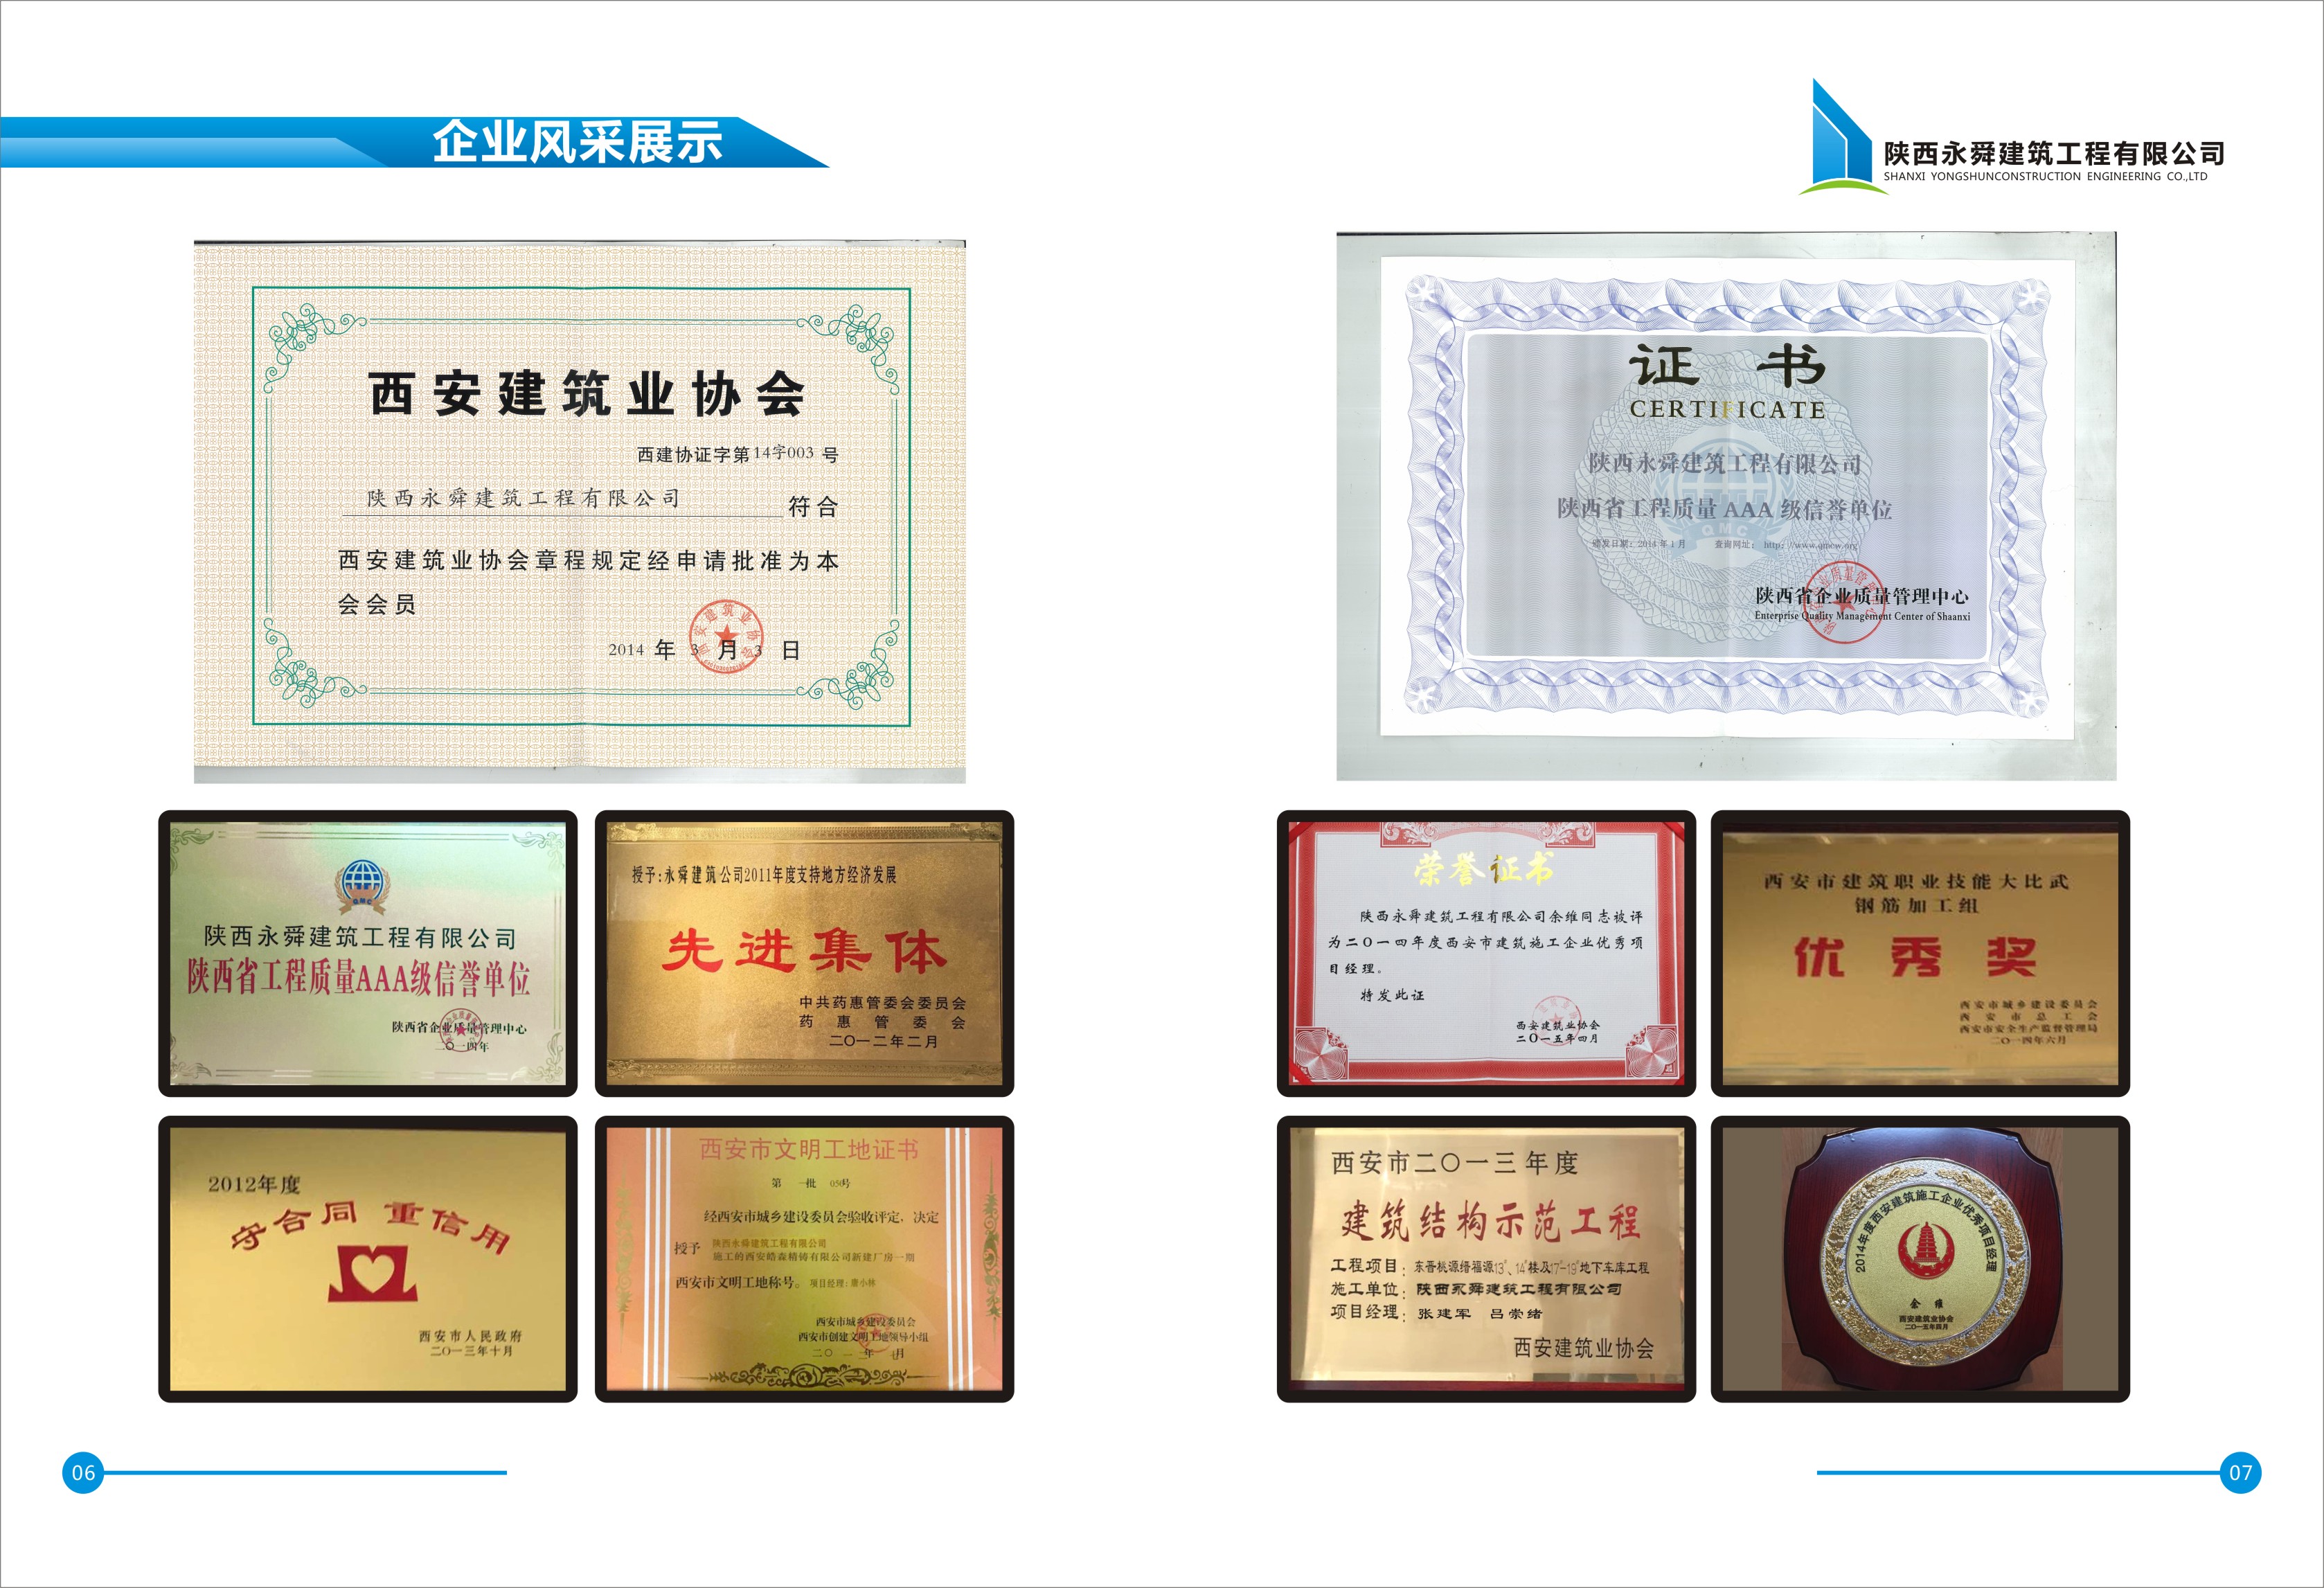 企业风采展示
陕西永舜建筑工程有限公司
SHANXI YONGSHUNCONSTRUCTION ENGINEERING CO.,LTD
西安建筑业协会
西建协证字第14字003号
陕西永舜建筑工程有限公司 符合
西安建筑业协会章程规定经申请批准为本
会会员
2014 年 3 月 3 日
证 书
CERTIFICATE
陕西永舜建筑工程有限公司
陕西省工程质量 AAA 级信誉单位
QMC
颁发日期：2014 年 1 月 查询网址： http://www.qmcw.org
陕西省企业质量管理中心
Enterprise Quality Management Center of Shaanxi
QMC
陕西永舜建筑工程有限公司
陕西省工程质量AAA级信誉单位
陕西省企业质量管理中心
二〇一四年
授予:永舜建筑公司2011年度支持地方经济发展
先进集体
中共药惠管委会委员会
药惠管委会
二〇一二年二月
荣誉证书
陕西永舜建筑工程有限公司余维同志被评
为二〇一四年度西安市建筑施工企业优秀项
目经理。
特发此证
西安建筑业协会
二〇一五年四月
西安市建筑职业技能大比武
钢筋加工组
优秀奖
西安市城乡建设委员会
西安市总工会
西安市安全生产监督管理局
二〇一四年六月
2012年度
守合同 重信用
西安市人民政府
二〇一三年十月
西安市文明工地证书
第 一批 050号
经西安市城乡建设委员会验收评定，决定
授予 陕西永舜建筑工程有限公司
施工的西安皓森精铸有限公司新建厂房一期
西安市文明工地称号。 项目经理：唐小林
西安市城乡建设委员会
西安市创建文明工地领导小组
西安市二〇一三年度
建筑结构示范工程
工程项目： 东晋桃源缙福源13#、14#楼及17-19#地下车库工程
施工单位： 陕西永舜建筑工程有限公司
项目经理： 张建军 吕崇绪
西安建筑业协会
2014年度西安建筑施工企业优秀项目经理
余 维
西安建筑业协会
二〇一五年四月
06
07